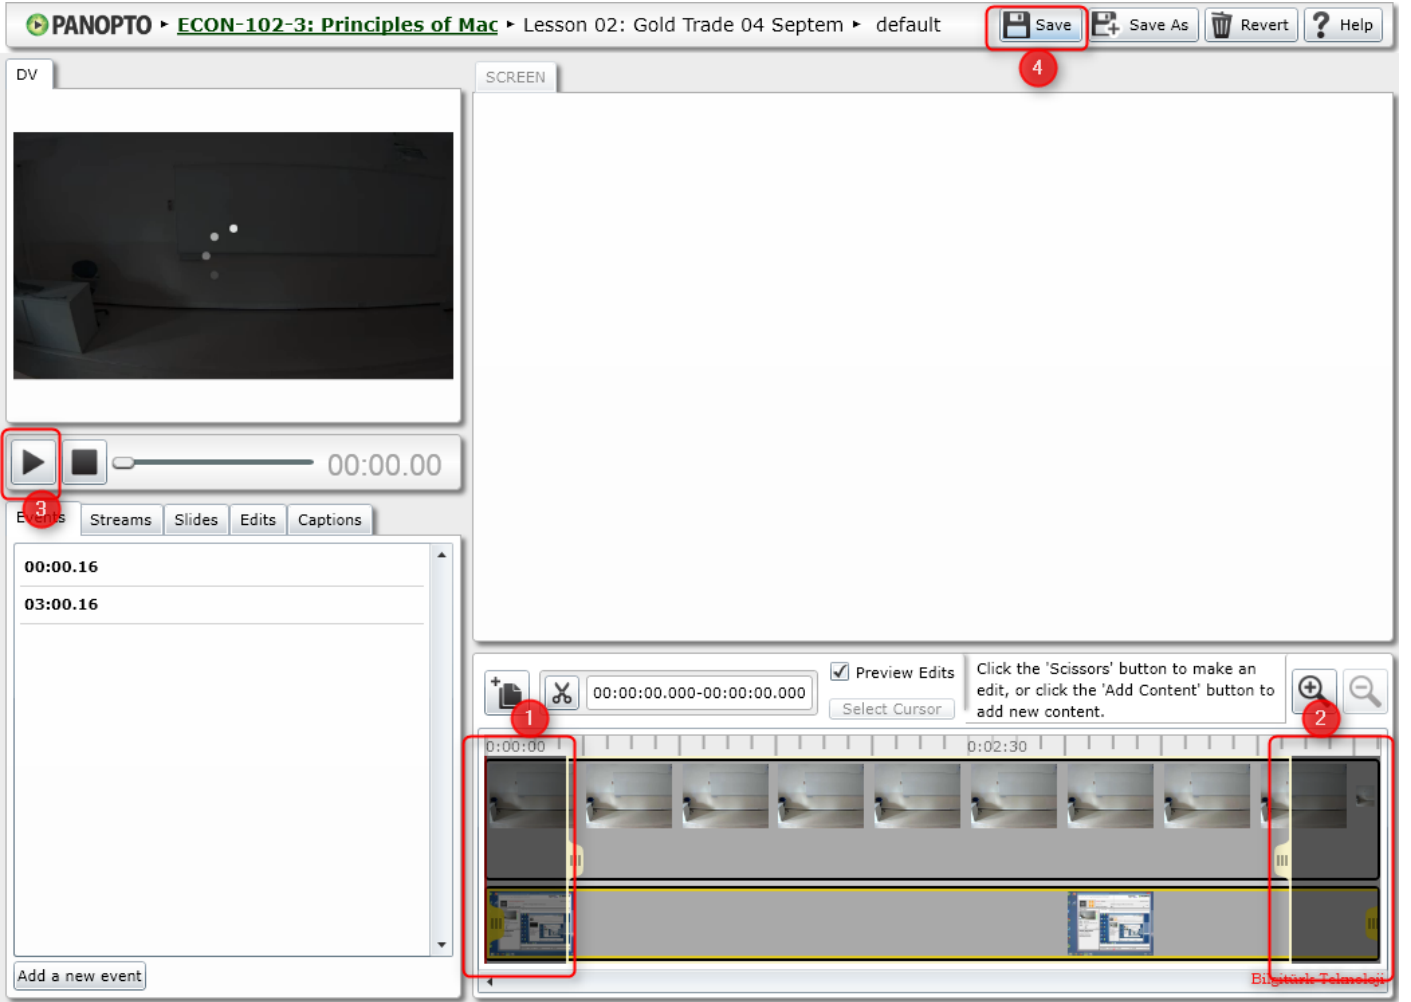 PANOPTO ‣ ECON-102-3: Principles of Mac ‣ Lesson 02: Gold Trade 04 Septem ‣ default
Save
Save As
Revert
? Help
4
DV
SCREEN
00:00.00
3
Events
Streams
Slides
Edits
Captions
00:00.16
03:00.16
Add a new event
00:00:00.000-00:00:00.000
Preview Edits
Select Cursor
Click the 'Scissors' button to make an
edit, or click the 'Add Content' button to
add new content.
1
2
0:00:00
0:02:30
Bilgitürk Teknoloji